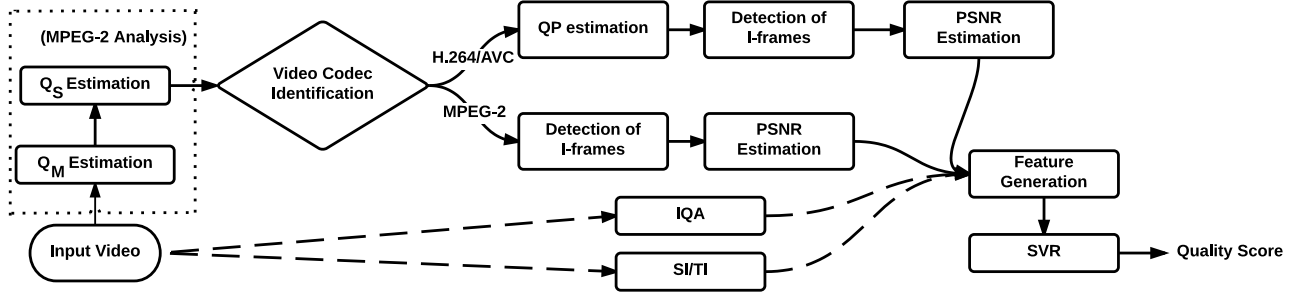 (MPEG-2 Analysis)
QS Estimation
QM Estimation
Input Video
Video Codec
Identification
H.264/AVC
MPEG-2
QP estimation
Detection of
I-frames
PSNR
Estimation
Detection of
I-frames
PSNR
Estimation
IQA
SI/TI
Feature
Generation
SVR
Quality Score